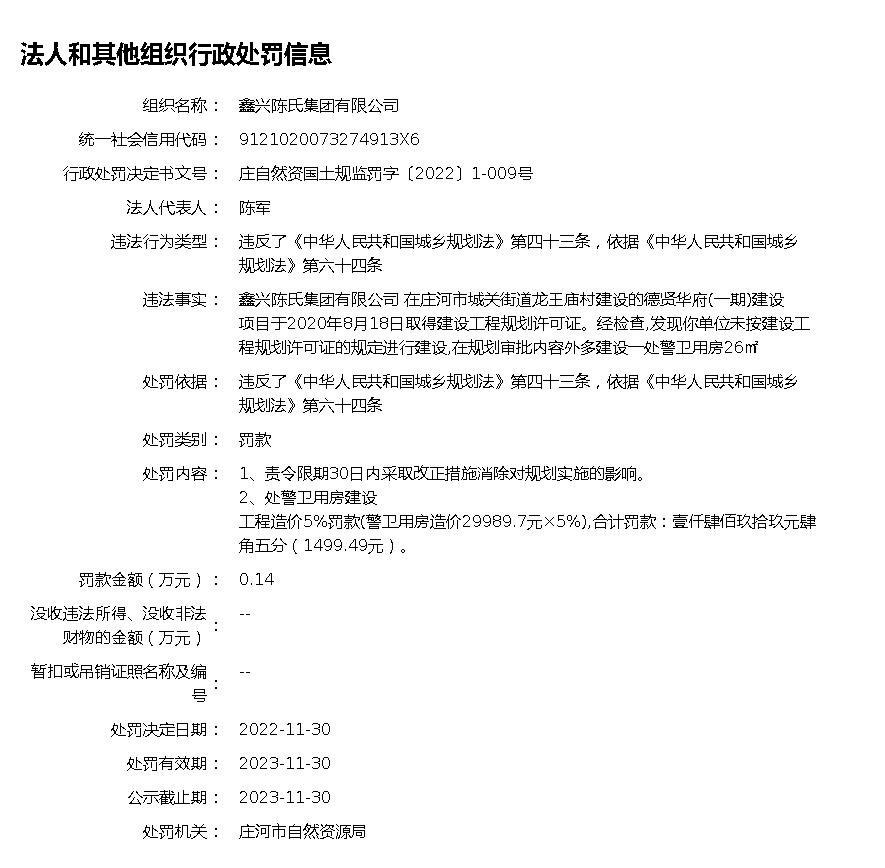 法人和其他组织行政处罚信息
组织名称： 鑫兴陈氏集团有限公司
统一社会信用代码： 9121020073274913X6
行政处罚决定书文号： 庄自然资国土规监罚字〔2022〕1-009号
法人代表人： 陈军
违法行为类型： 违反了《中华人民共和国城乡规划法》第四十三条，依据《中华人民共和国城乡
规划法》第六十四条
违法事实： 鑫兴陈氏集团有限公司 在庄河市城关街道龙王庙村建设的德贤华府(一期)建设
项目于2020年8月18日取得建设工程规划许可证。经检查,发现你单位未按建设工
程规划许可证的规定进行建设,在规划审批内容外多建设一处警卫用房26㎡
处罚依据： 违反了《中华人民共和国城乡规划法》第四十三条，依据《中华人民共和国城乡
规划法》第六十四条
处罚类别： 罚款
处罚内容： 1、责令限期30日内采取改正措施消除对规划实施的影响。
2、处警卫用房建设
工程造价5%罚款(警卫用房造价29989.7元×5%),合计罚款：壹仟肆佰玖拾玖元肆
角五分（1499.49元）。
罚款金额（万元）： 0.14
没收违法所得、没收非法
财物的金额（万元）： --
暂扣或吊销证照名称及编
号： --
处罚决定日期： 2022-11-30
处罚有效期： 2023-11-30
公示截止期： 2023-11-30
处罚机关： 庄河市自然资源局